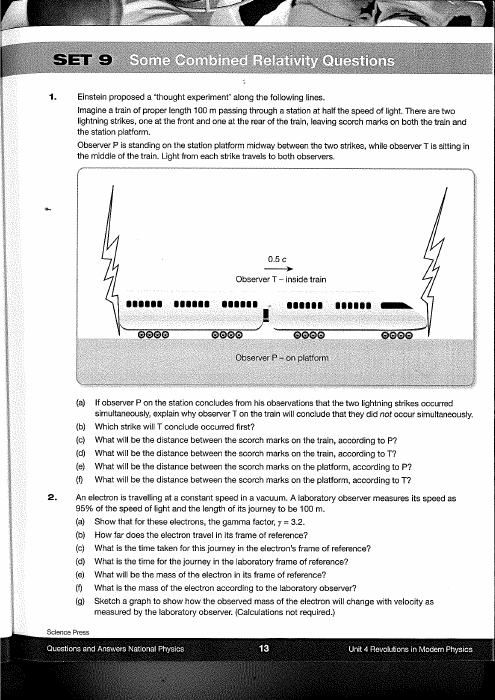 SET 9 Some Combined Relativity Questions
1. Einstein proposed a 'thought experiment' along the following lines.
Imagine a train of proper length 100 m passing through a station at half the speed of light. There are two
lightning strikes, one at the front and one at the rear of the train, leaving scorch marks on both the train and
the station platform.
Observer P is standing on the station platform midway between the two strikes, while observer T is sitting in
the middle of the train. Light from each strike travels to both observers.
0.5 c
Observer T – inside train
Observer P – on platform
(a) If observer P on the station concludes from his observations that the two lightning strikes occurred
simultaneously, explain why observer T on the train will conclude that they did not occur simultaneously.
(b) Which strike will T conclude occurred first?
(c) What will be the distance between the scorch marks on the train, according to P?
(d) What will be the distance between the scorch marks on the train, according to T?
(e) What will be the distance between the scorch marks on the platform, according to P?
(f) What will be the distance between the scorch marks on the platform, according to T?
2. An electron is travelling at a constant speed in a vacuum. A laboratory observer measures its speed as
95% of the speed of light and the length of its journey to be 100 m.
(a) Show that for these electrons, the gamma factor, γ = 3.2.
(b) How far does the electron travel in its frame of reference?
(c) What is the time taken for this journey in the electron's frame of reference?
(d) What is the time for the journey in the laboratory frame of reference?
(e) What will be the mass of the electron in its frame of reference?
(f) What is the mass of the electron according to the laboratory observer?
(g) Sketch a graph to show how the observed mass of the electron will change with velocity as
measured by the laboratory observer. (Calculations not required.)
Science Press
Questions and Answers National Physics 13 Unit 4 Revolutions in Modern Physics